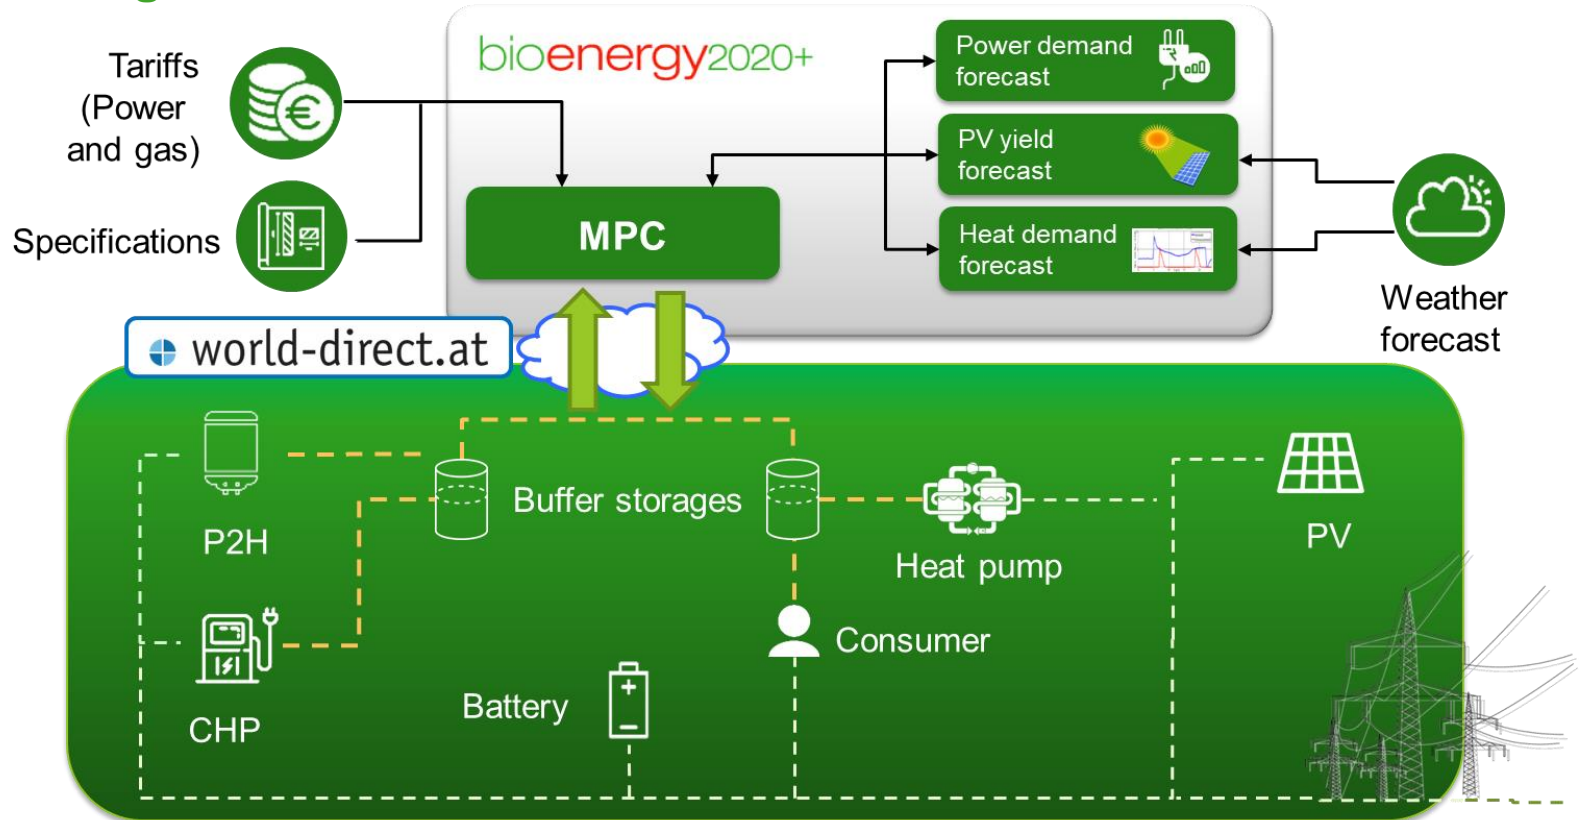 Tariffs
(Power
and gas)
Specifications
bioenergy2020+
Power demand
forecast
PV yield
forecast
Heat demand
forecast
MPC
Weather
forecast
world-direct.at
P2H
Buffer storages
Heat pump
PV
CHP
Consumer
Battery